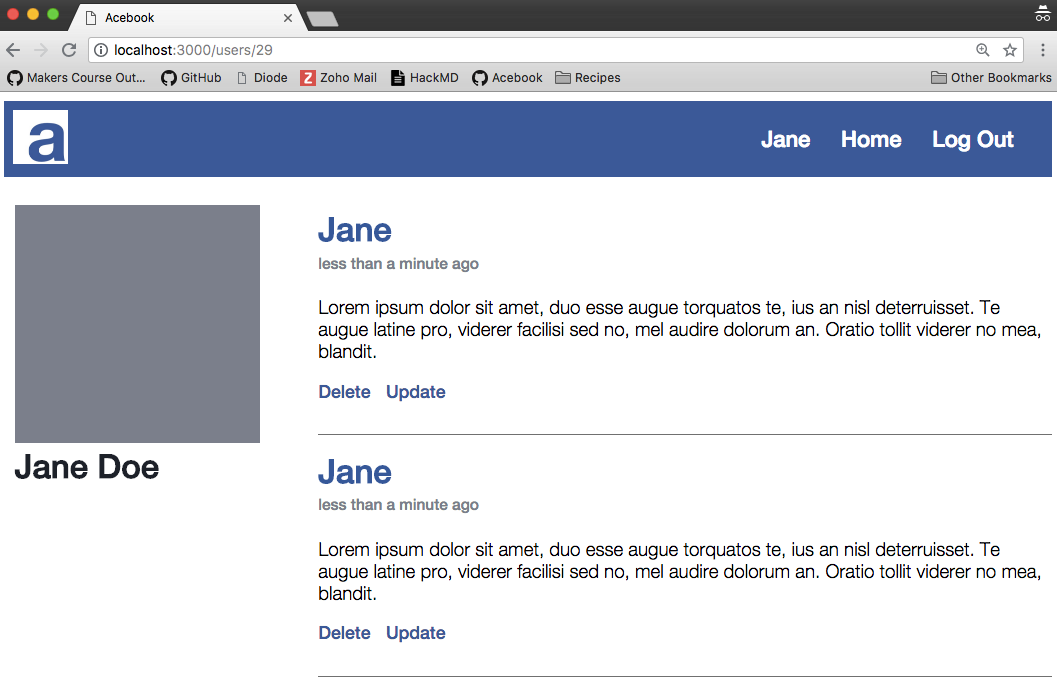 Acebook
localhost:3000/users/29
Makers Course Out... GitHub Diode Z Zoho Mail HackMD Acebook Recipes Other Bookmarks
a Jane Home Log Out
Jane
less than a minute ago
Lorem ipsum dolor sit amet, duo esse augue torquatos te, ius an nisl deterruisset. Te
augue latine pro, viderer facilisi sed no, mel audire dolorum an. Oratio tollit viderer no mea,
blandit.
Delete Update
Jane Doe
Jane
less than a minute ago
Lorem ipsum dolor sit amet, duo esse augue torquatos te, ius an nisl deterruisset. Te
augue latine pro, viderer facilisi sed no, mel audire dolorum an. Oratio tollit viderer no mea,
blandit.
Delete Update